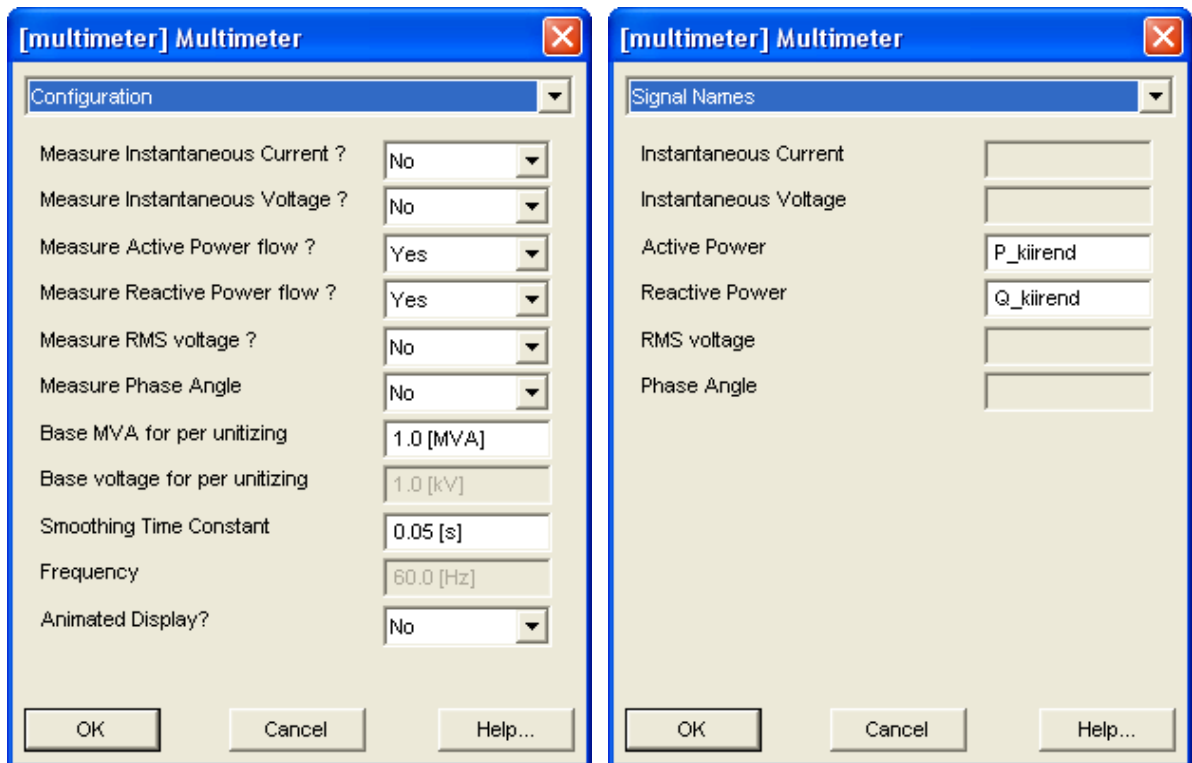 [multimeter] Multimeter
Configuration
Measure Instantaneous Current ? No
Measure Instantaneous Voltage ? No
Measure Active Power flow ? Yes
Measure Reactive Power flow ? Yes
Measure RMS voltage ? No
Measure Phase Angle No
Base MVA for per unitizing 1.0 [MVA]
Base voltage for per unitizing 1.0 [kV]
Smoothing Time Constant 0.05 [s]
Frequency 60.0 [Hz]
Animated Display? No
OK Cancel Help...
[multimeter] Multimeter
Signal Names
Instantaneous Current
Instantaneous Voltage
Active Power P_kiirend
Reactive Power Q_kiirend
RMS voltage
Phase Angle
OK Cancel Help...